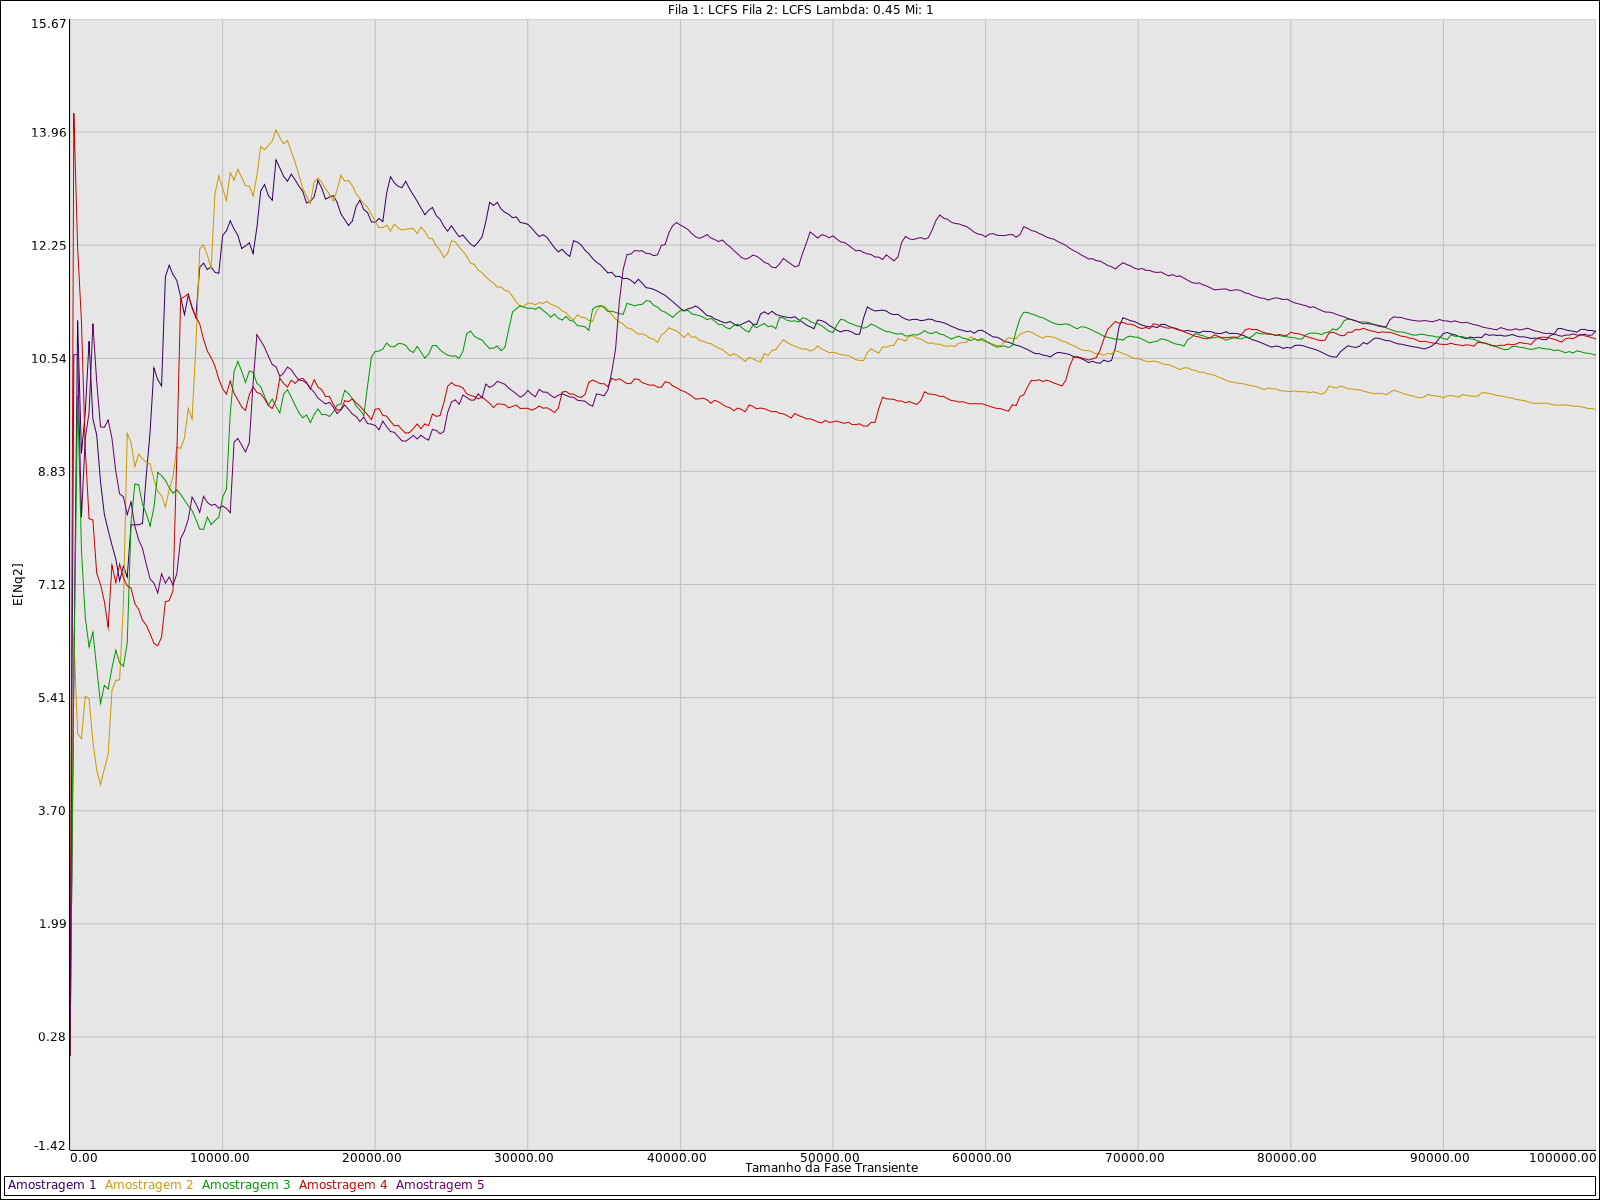 Fila 1: LCFS Fila 2: LCFS Lambda: 0.45 Mi: 1
15.67
13.96
12.25
10.54
8.83
7.12
E[Nq2]
5.41
3.70
1.99
0.28
-1.42
0.00 10000.00 20000.00 30000.00 40000.00 50000.00 60000.00 70000.00 80000.00 90000.00 100000.00
Tamanho da Fase Transiente
Amostragem 1 Amostragem 2 Amostragem 3 Amostragem 4 Amostragem 5